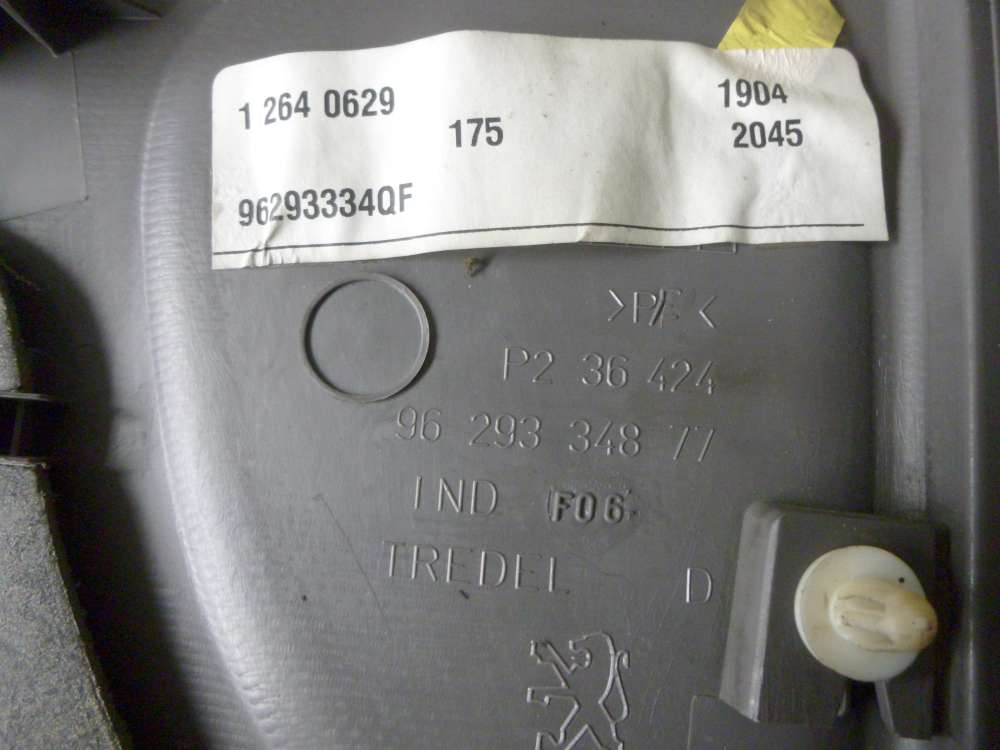 1 264 0629 175 1904
2045
96293334QF
>P/E<
P2 36 424
96 293 348 77
IND F06
TREDEL D